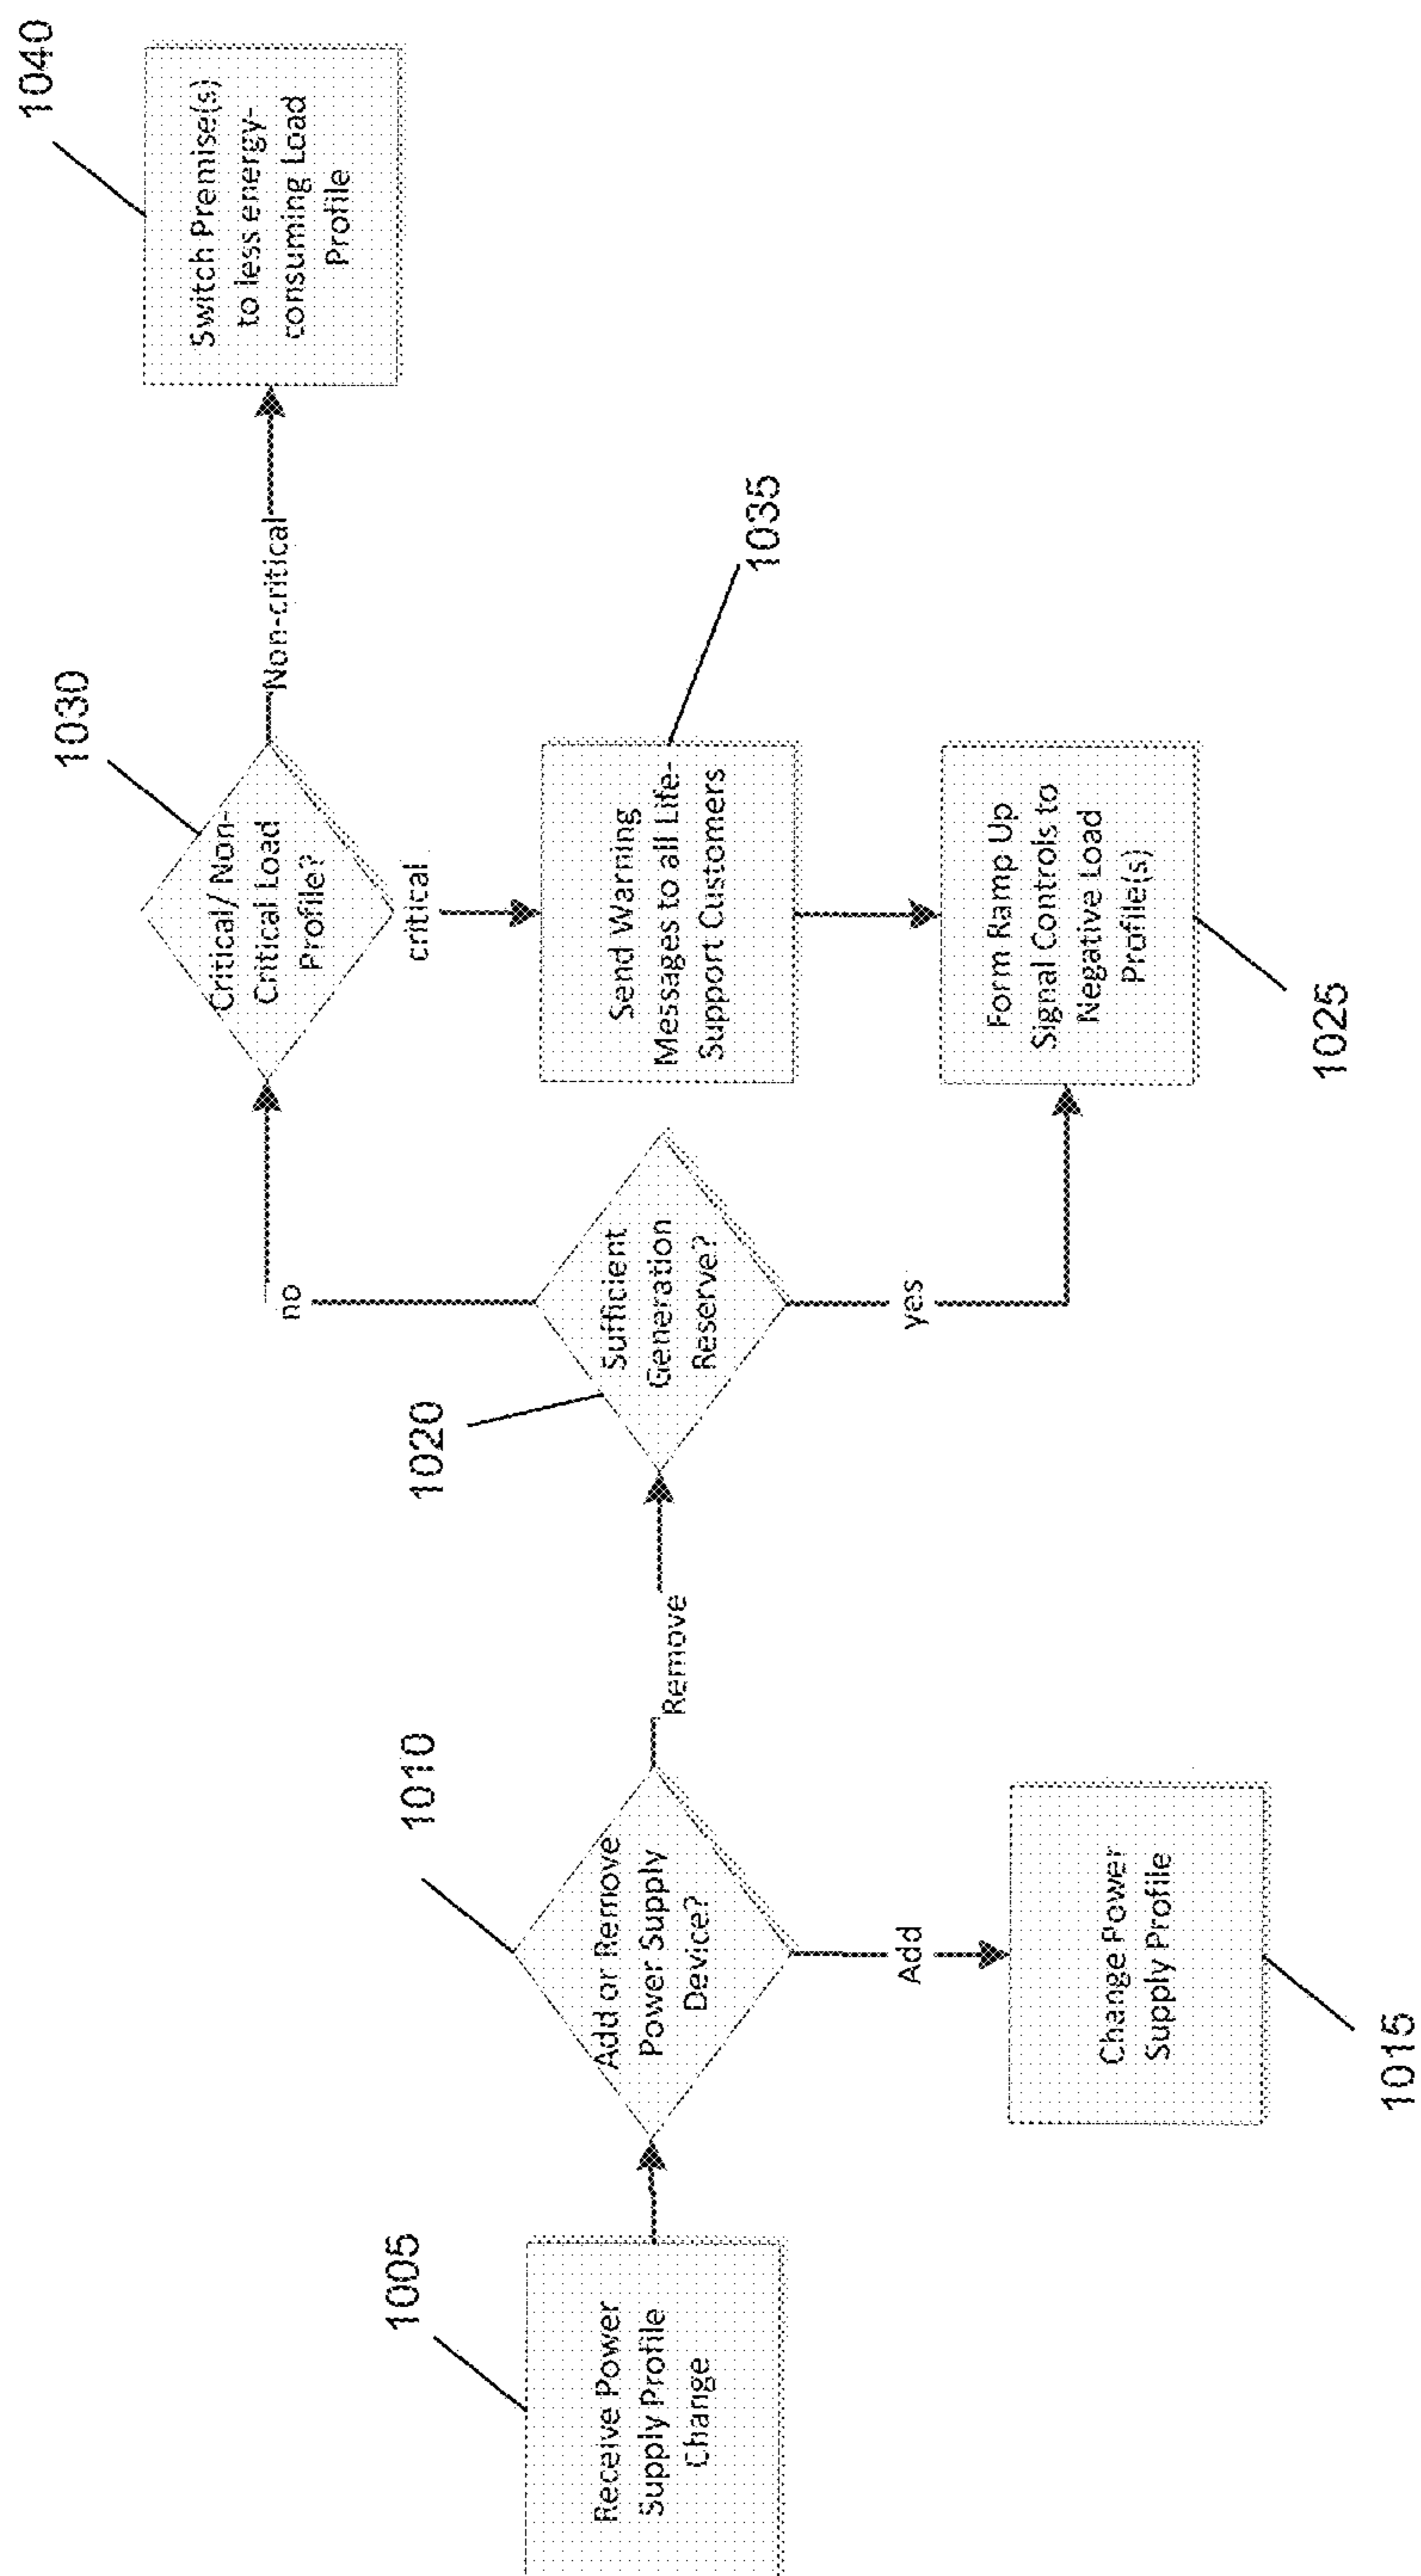 1005
Receive Power
Supply Profile
Change
1010
Add or Remove
Power Supply
Device?
Add
Change Power
Supply Profile
1015
Remove
1020
Sufficient
Generation
Reserve?
no
yes
1030
Critical/ Non-
Critical Load
Profile?
critical
Non-critical
Send Warning
Messages to all Life-
Support Customers
1035
Form Ramp Up
Signal Controls to
Negative Load
Profile(s)
1025
1040
Switch Premise(s)
to less energy-
consuming Load
Profile